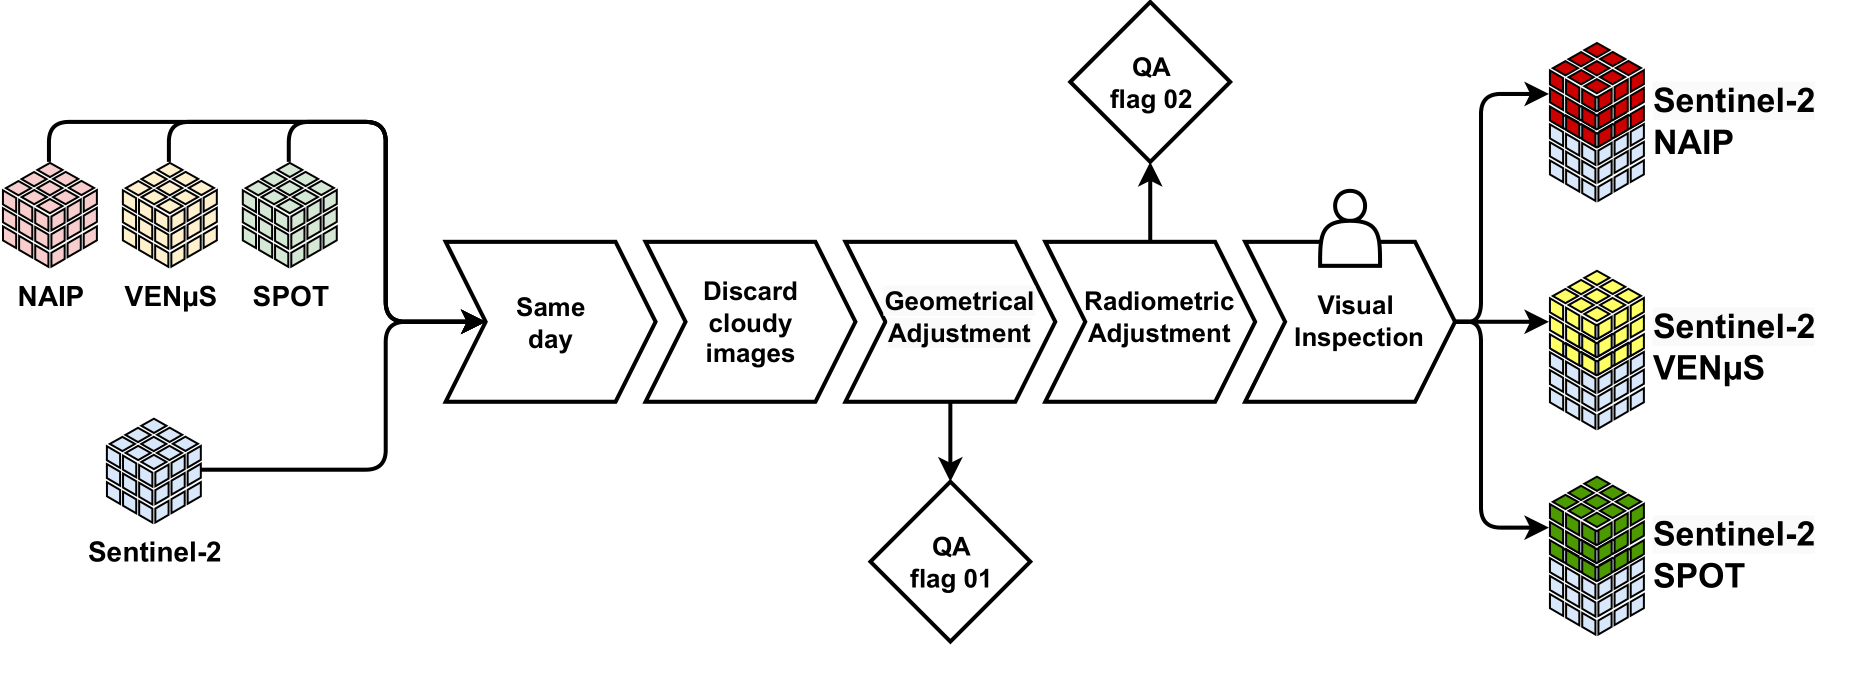 NAIP
VENµS
SPOT
Sentinel-2
Same
day
Discard
cloudy
images
Geometrical
Adjustment
QA
flag 01
Radiometric
Adjustment
QA
flag 02
Visual
Inspection
Sentinel-2
NAIP
Sentinel-2
VENµS
Sentinel-2
SPOT